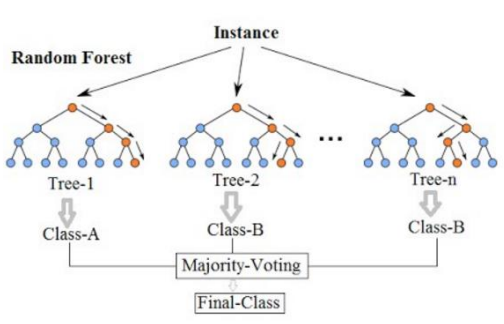 Instance
Random Forest
...
Tree-1
Tree-2
Tree-n
Class-A
Class-B
Class-B
Majority-Voting
Final-Class